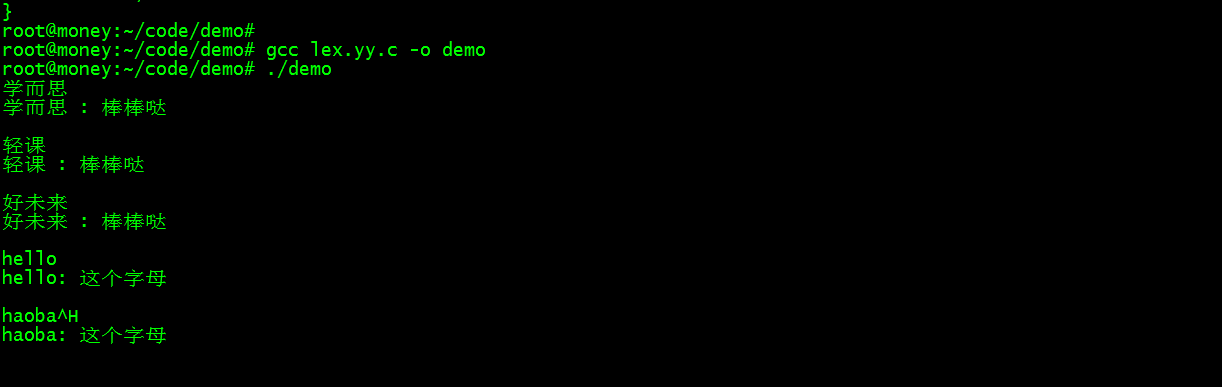 }
root@money:~/code/demo#
root@money:~/code/demo# gcc lex.yy.c -o demo
root@money:~/code/demo# ./demo
学而思
学而思 : 棒棒哒
轻课
轻课 : 棒棒哒
好未来
好未来 : 棒棒哒
hello
hello: 这个字母
haoba^H
haoba: 这个字母